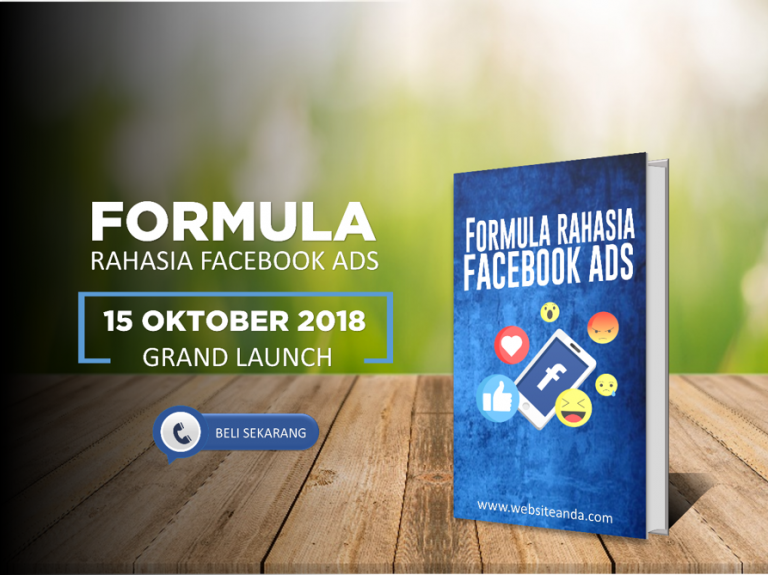 FORMULA
RAHASIA FACEBOOK ADS
15 OKTOBER 2018
GRAND LAUNCH
BELI SEKARANG
FORMULA RAHASIA
FACEBOOK ADS
f
www.websiteanda.com